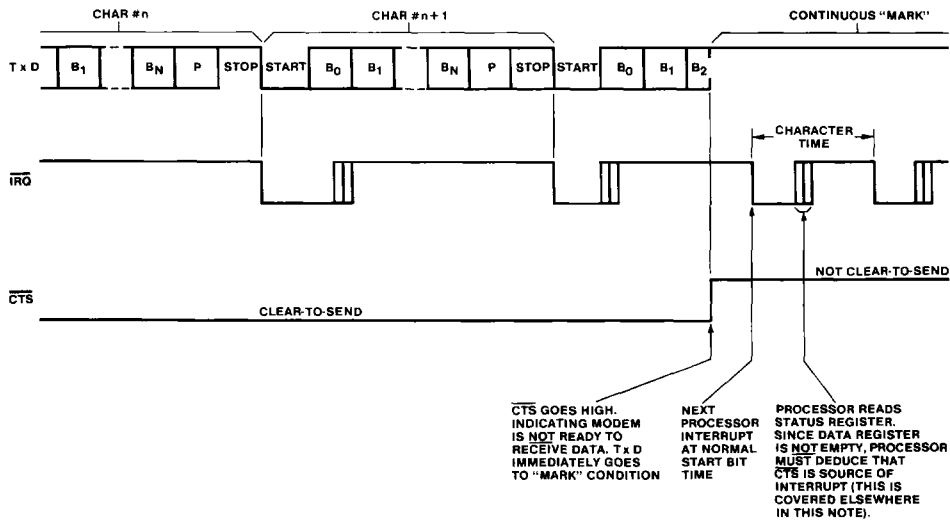 CHAR #n
CHAR #n+1
CONTINUOUS "MARK"
TxD
B1
BN
P
STOP
START
B0
B1
BN
P
STOP
START
B0
B1
B2
CHARACTER
TIME
IRQ
NOT CLEAR-TO-SEND
CTS
CLEAR-TO-SEND
CTS GOES HIGH.
INDICATING MODEM
IS NOT READY TO
RECEIVE DATA. TxD
IMMEDIATELY GOES
TO "MARK" CONDITION
NEXT
PROCESSOR
INTERRUPT
AT NORMAL
START BIT
TIME
PROCESSOR READS
STATUS REGISTER.
SINCE DATA REGISTER
IS NOT EMPTY, PROCESSOR
MUST DEDUCE THAT
CTS IS SOURCE OF
INTERRUPT (THIS IS
COVERED ELSEWHERE
IN THIS NOTE).